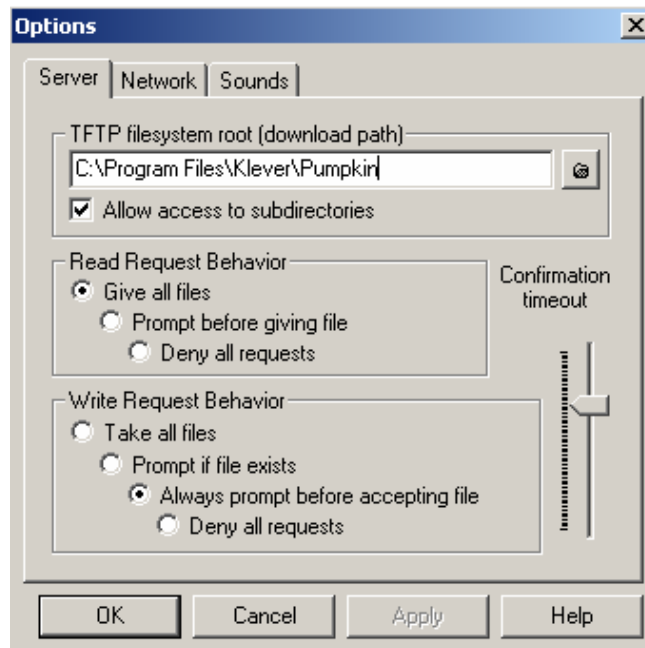 Options
Server Network Sounds
TFTP filesystem root (download path)
C:\Program Files\Klever\Pumpkin
Allow access to subdirectories
Read Request Behavior
Give all files
Prompt before giving file
Deny all requests
Confirmation
timeout
Write Request Behavior
Take all files
Prompt if file exists
Always prompt before accepting file
Deny all requests
OK Cancel Apply Help